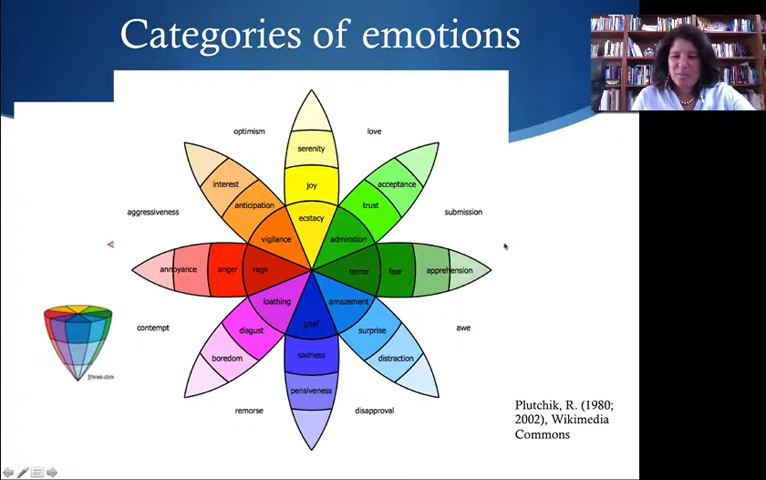 Categories of emotions
optimism
love
serenity
interest
acceptance
joy
anticipation
trust
aggressiveness
submission
ecstacy
vigilance
admiration
annoyance
anger
rage
terror
fear
apprehension
loathing
amazement
grief
contempt
disgust
surprise
awe
boredom
sadness
distraction
pensiveness
remorse
disapproval
Plutchik, R. (1980;
2002), Wikimedia
Commons